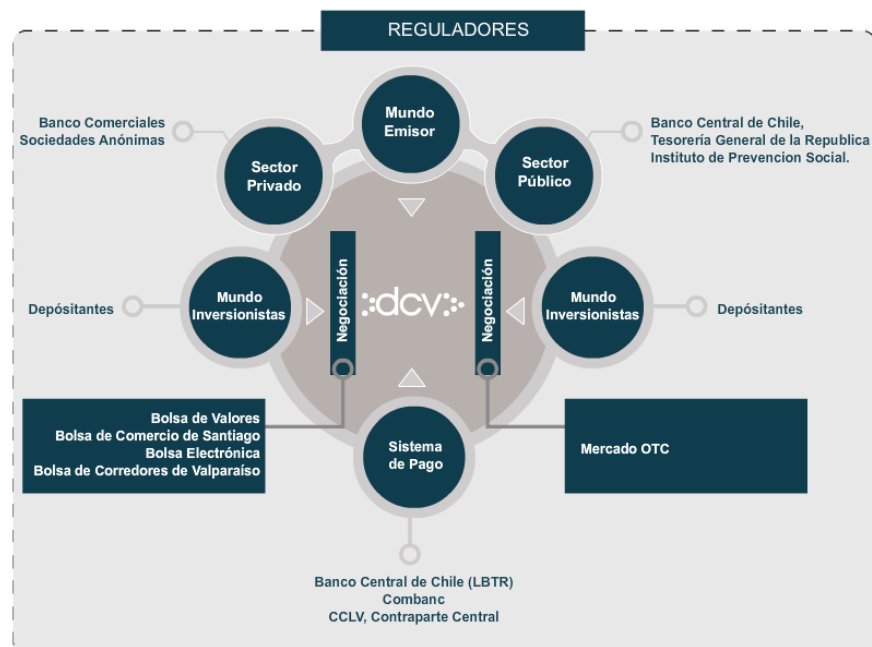 REGULADORES
Mundo
Emisor
Banco Comerciales
Sociedades Anónimas
Sector
Privado
Sector
Público
Banco Central de Chile,
Tesorería General de la Republica
Instituto de Prevencion Social.
Depósitantes
Mundo
Inversionistas
Negociación
dcv
Negociación
Mundo
Inversionistas
Depósitantes
Bolsa de Valores
Bolsa de Comercio de Santiago
Bolsa Electrónica
Bolsa de Corredores de Valparaíso
Sistema
de Pago
Mercado OTC
Banco Central de Chile (LBTR)
Combanc
CCLV, Contraparte Central